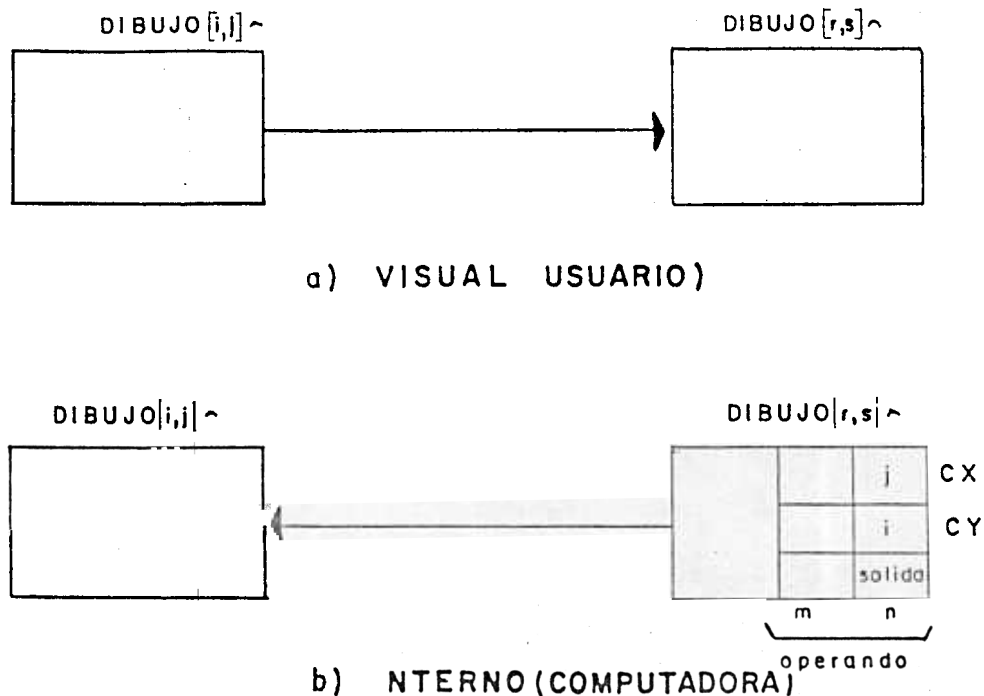 DIBUJO[i,j]~ DIBUJO[r,s]~
a) VISUAL USUARIO)
DIBUJO|i,j|~ DIBUJO|r,s|~
j CX
i CY
salida
m n
operando
b) NTERNO(COMPUTADORA)